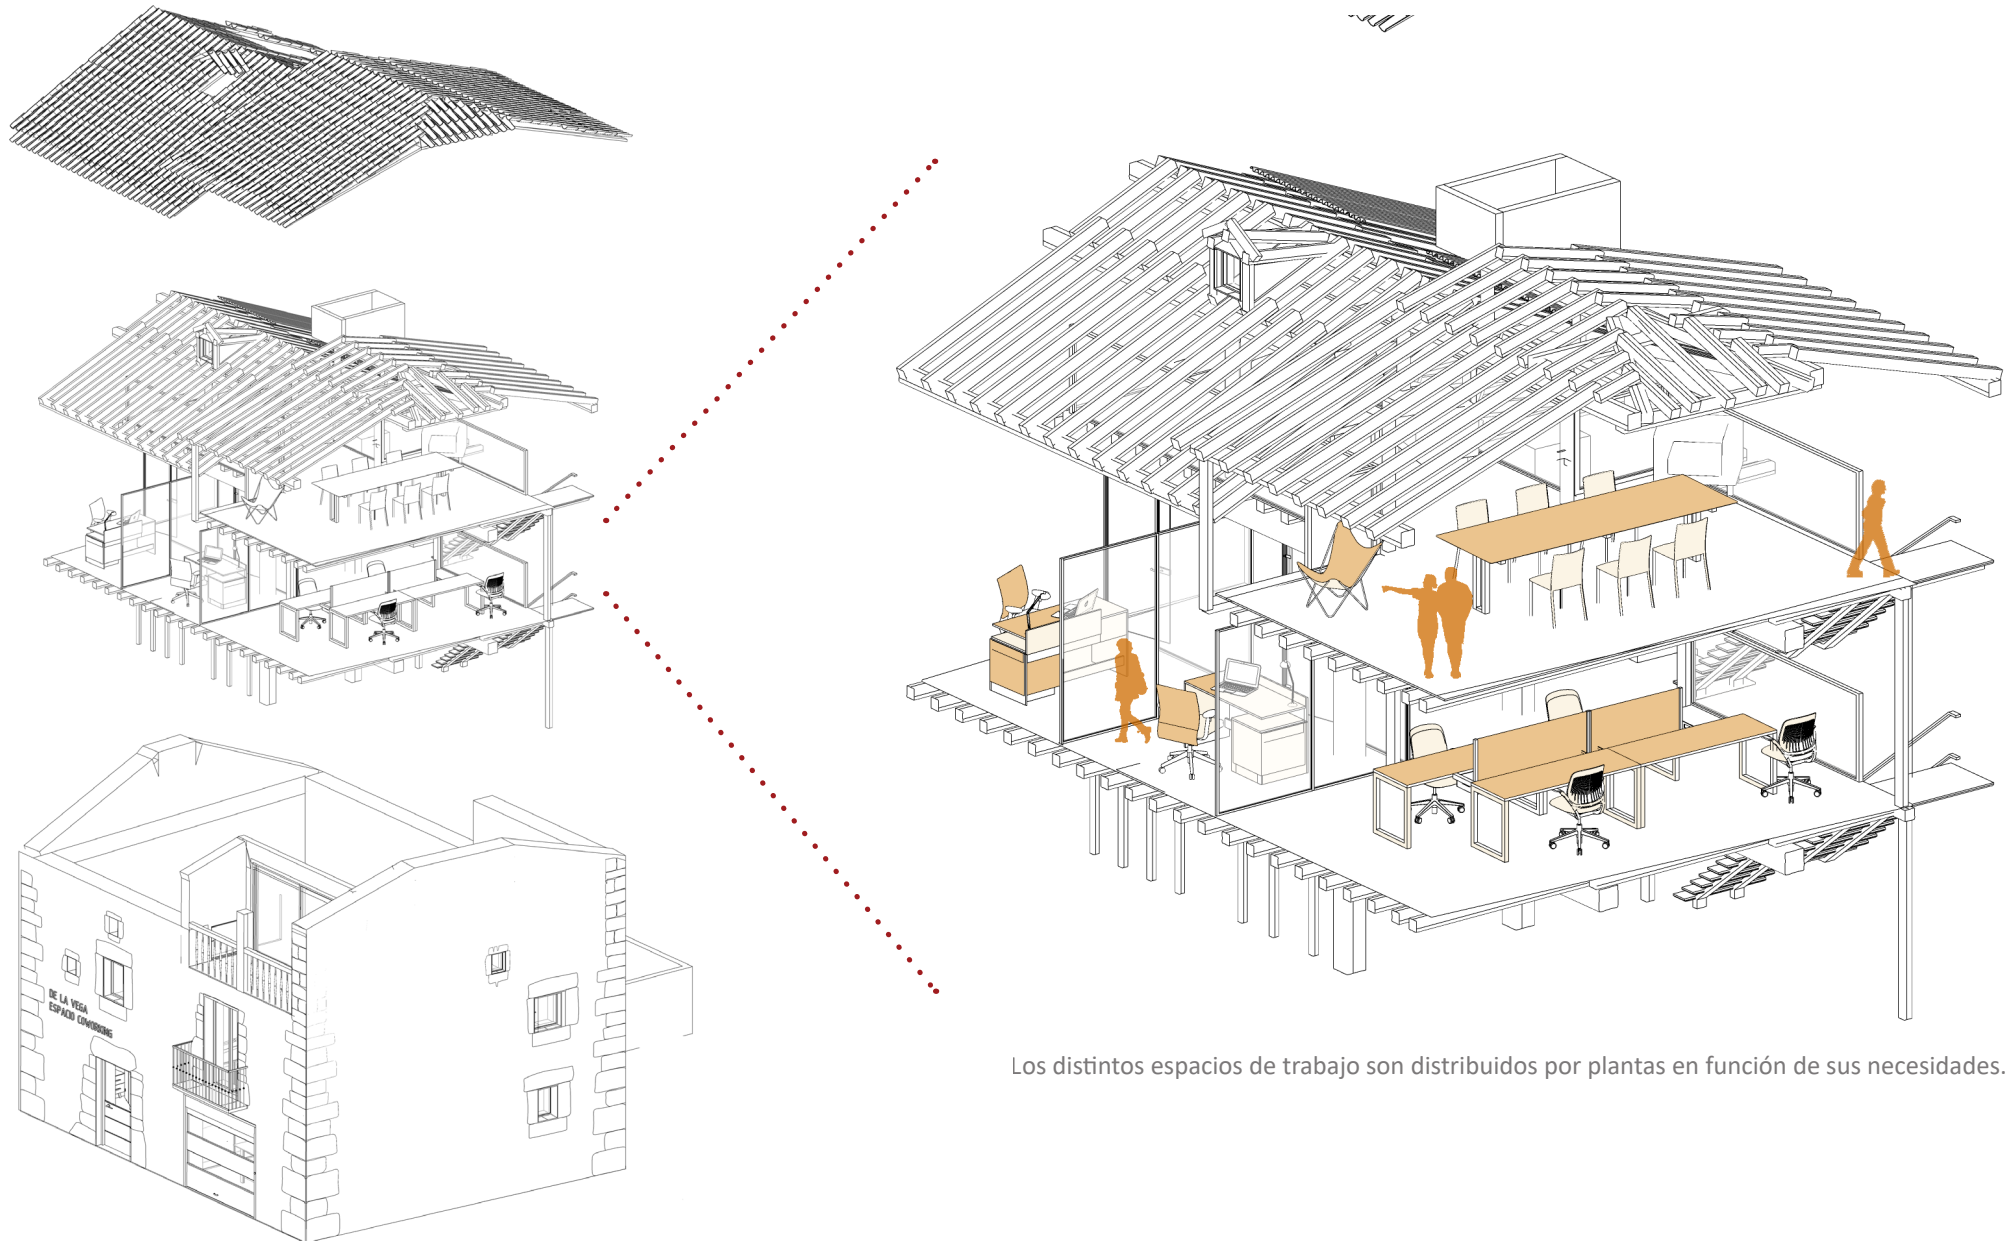 DE LA VEGA
ESPACIO COWORKING
Los distintos espacios de trabajo son distribuidos por plantas en función de sus necesidades.